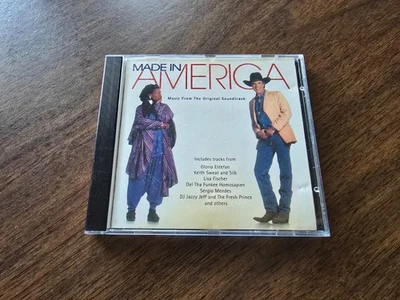 MADE IN
AMERICA
Music From The Original Soundtrack
Includes tracks from
Gloria Estefan
Keith Sweat and Silk
Lisa Fischer
Del Tha Funkee Homosapien
Sergio Mendes
DJ Jazzy Jeff and The Fresh Prince
and others